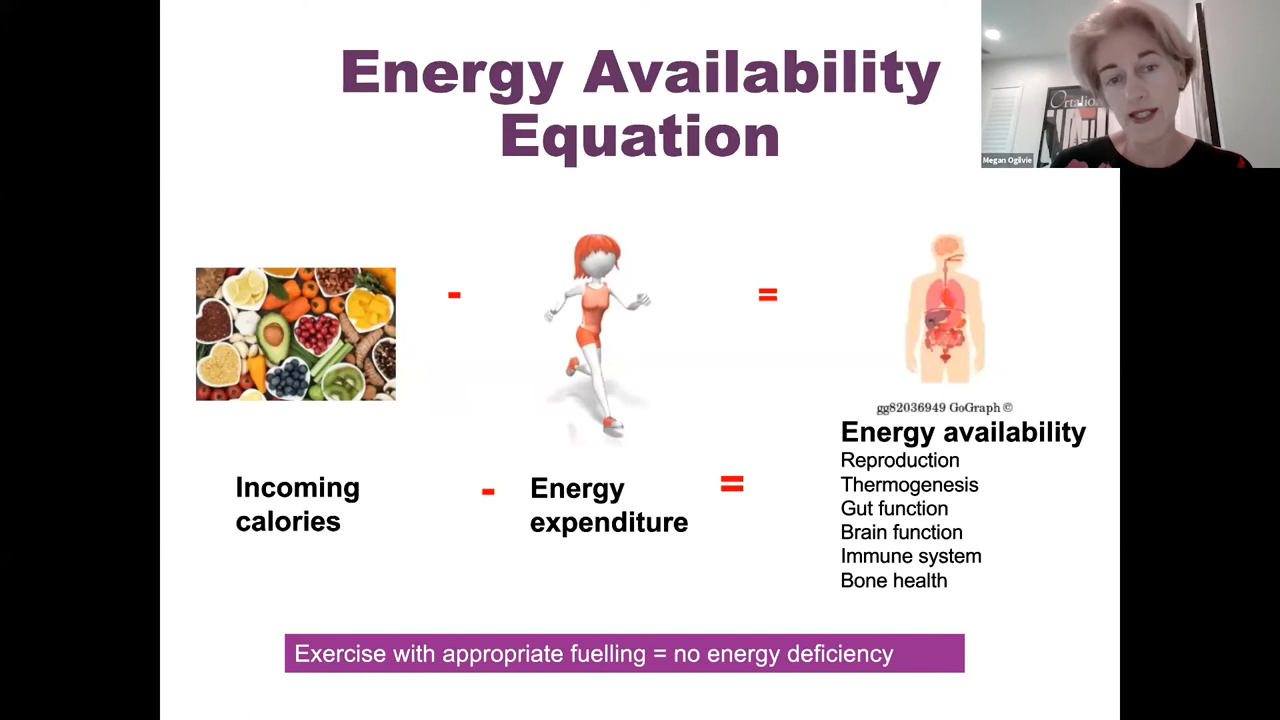 Energy Availability
Equation
Ortalio
Megan Ogilvie
-
=
gg82036949 GoGraph ©
Incoming
calories
-
Energy
expenditure
=
Energy availability
Reproduction
Thermogenesis
Gut function
Brain function
Immune system
Bone health
Exercise with appropriate fuelling = no energy deficiency